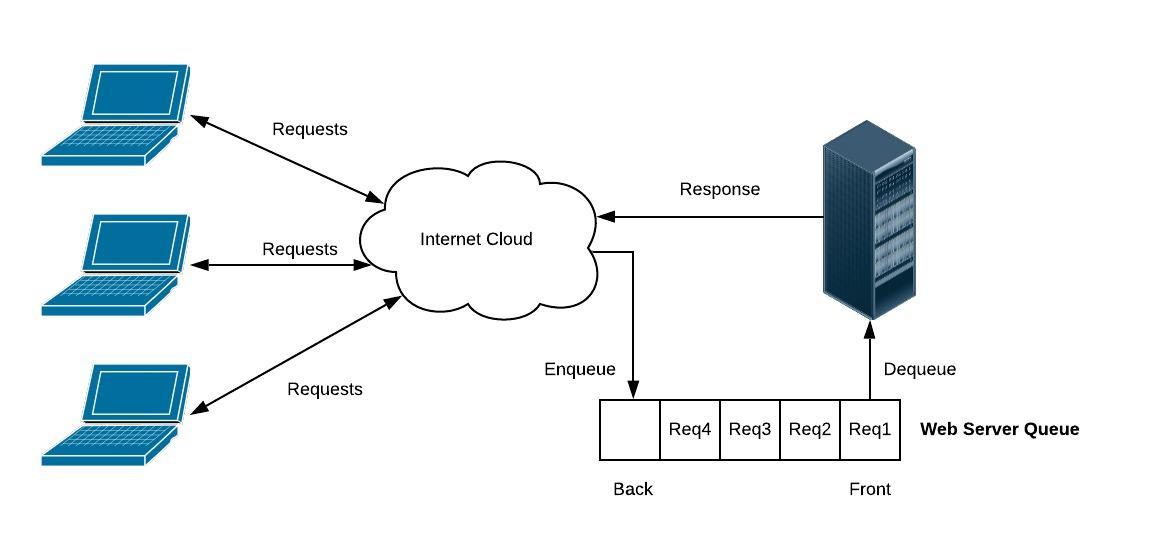 Requests
Response
Internet Cloud
Requests
Enqueue
Dequeue
Requests
Req4 Req3 Req2 Req1 Web Server Queue
Back Front